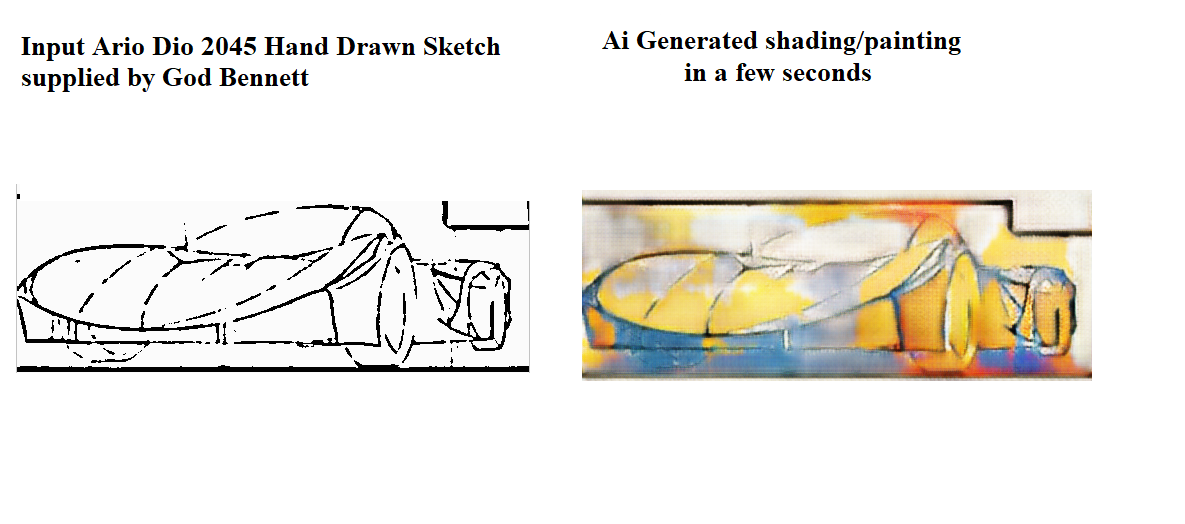 Input Ario Dio 2045 Hand Drawn Sketch
supplied by God Bennett
Ai Generated shading/painting
in a few seconds